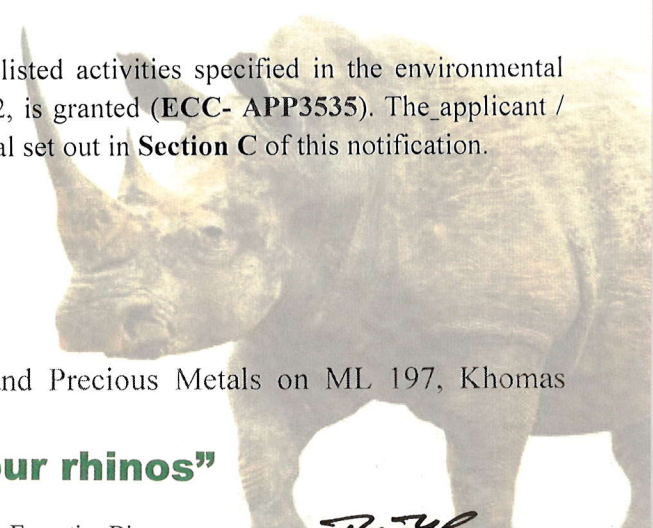 listed activities specified in the environmental
2, is granted (ECC- APP3535). The_applicant /
al set out in Section C of this notification.
nd Precious Metals on ML 197, Khomas
our rhinos”